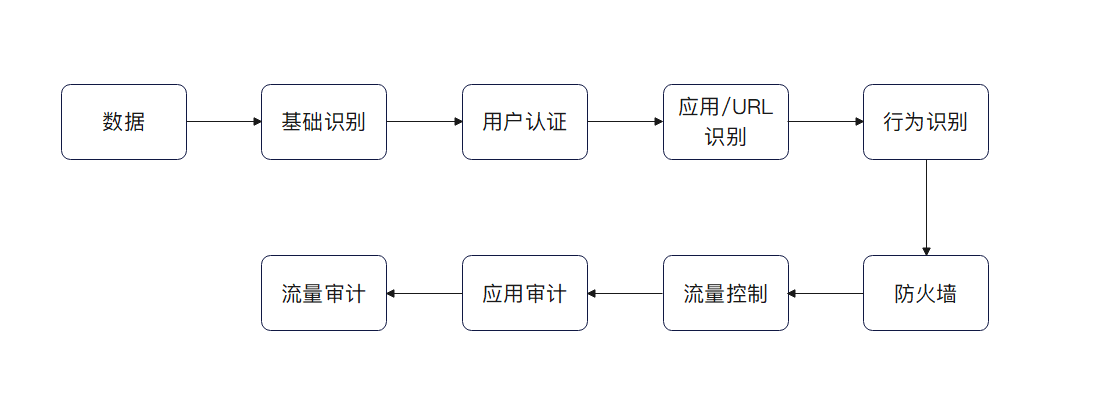 数据
基础识别
用户认证
应用/URL
识别
行为识别
防火墙
流量控制
应用审计
流量审计